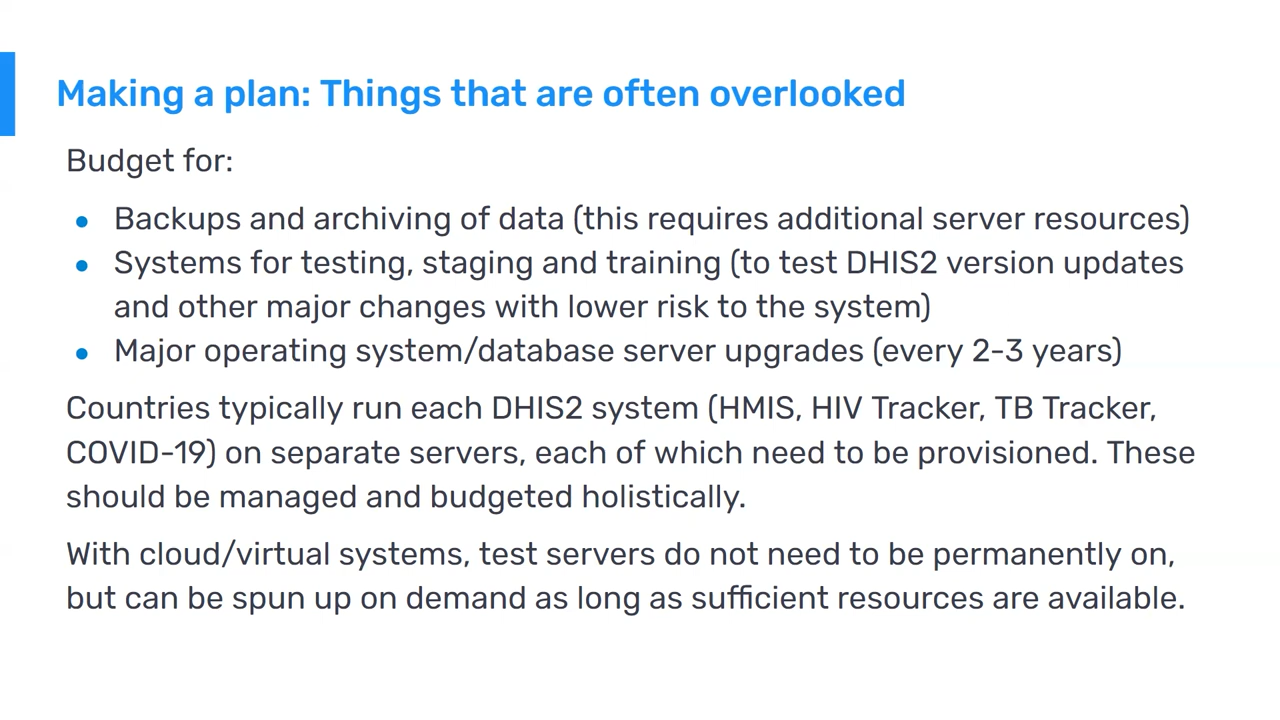 Making a plan: Things that are often overlooked
Budget for:
● Backups and archiving of data (this requires additional server resources)
● Systems for testing, staging and training (to test DHIS2 version updates
and other major changes with lower risk to the system)
● Major operating system/database server upgrades (every 2-3 years)
Countries typically run each DHIS2 system (HMIS, HIV Tracker, TB Tracker,
COVID-19) on separate servers, each of which need to be provisioned. These
should be managed and budgeted holistically.
With cloud/virtual systems, test servers do not need to be permanently on,
but can be spun up on demand as long as sufficient resources are available.